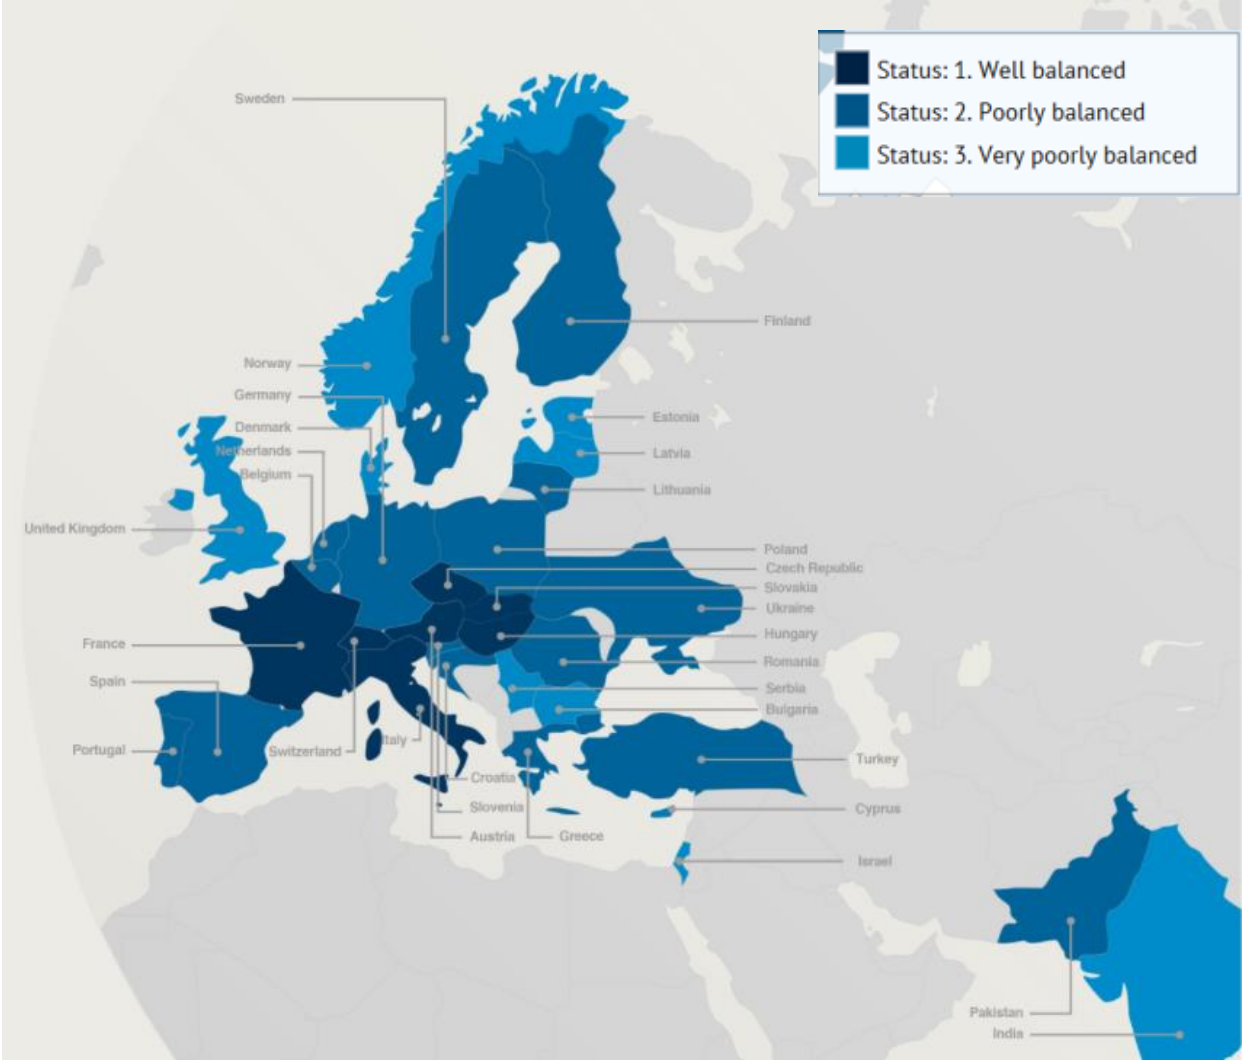 Status: 1. Well balanced
Status: 2. Poorly balanced
Status: 3. Very poorly balanced
Sweden
Finland
Norway
Germany
Denmark
Netherlands
Belgium
United Kingdom
Estonia
Latvia
Lithuania
Poland
Czech Republic
Slovakia
Ukraine
Hungary
Romania
Serbia
Bulgaria
France
Spain
Portugal
Switzerland
Italy
Croatia
Slovenia
Austria
Greece
Turkey
Cyprus
Israel
Pakistan
India